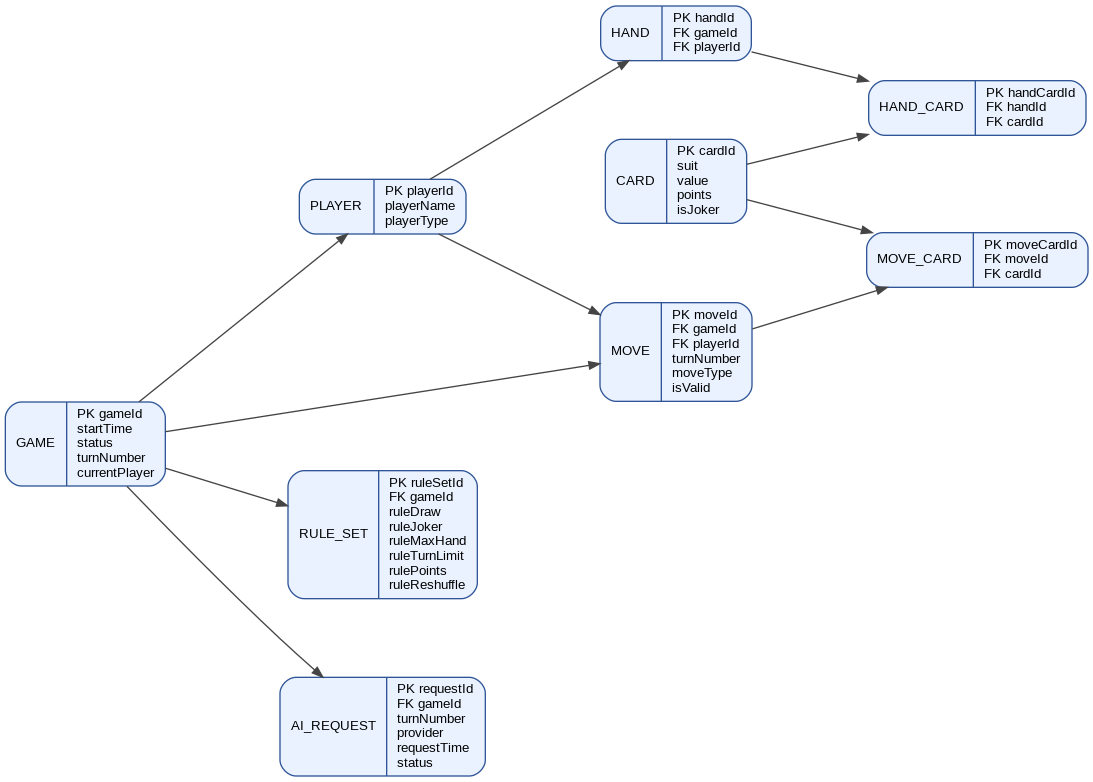 HAND
PK handId
FK gameId
FK playerId
HAND_CARD
PK handCardId
FK handId
FK cardId
CARD
PK cardId
suit
value
points
isJoker
PLAYER
PK playerId
playerName
playerType
MOVE_CARD
PK moveCardId
FK moveId
FK cardId
MOVE
PK moveId
FK gameId
FK playerId
turnNumber
moveType
isValid
GAME
PK gameId
startTime
status
turnNumber
currentPlayer
RULE_SET
PK ruleSetId
FK gameId
ruleDraw
ruleJoker
ruleMaxHand
ruleTurnLimit
rulePoints
ruleReshuffle
AI_REQUEST
PK requestId
FK gameId
turnNumber
provider
requestTime
status